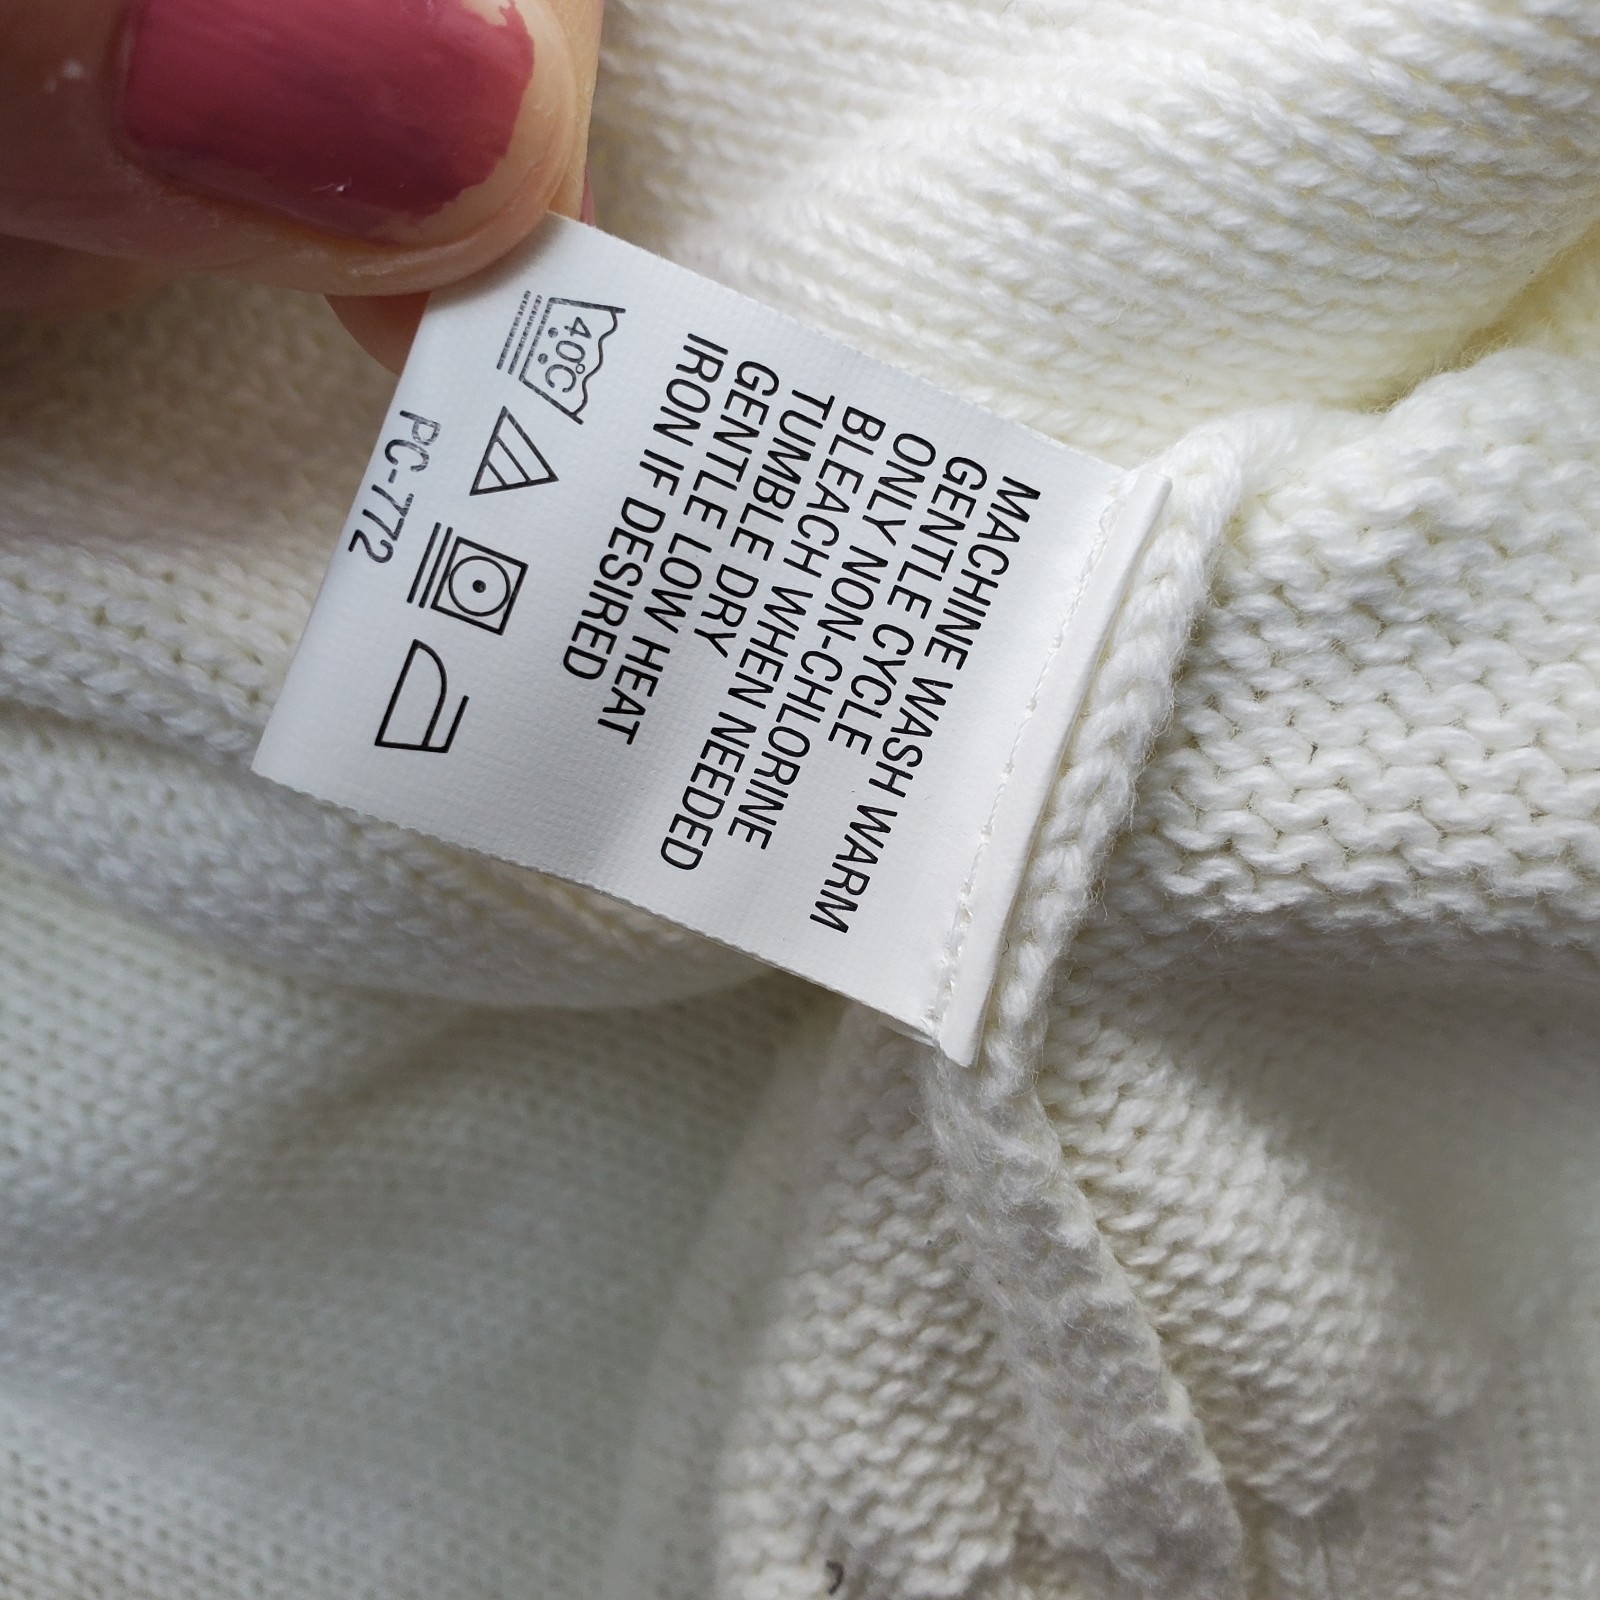 MACHINE WASH WARM
GENTLE CYCLE
ONLY NON-CHLORINE
BLEACH WHEN NEEDED
TUMBLE DRY
GENTLE LOW HEAT
IRON IF DESIRED
40°C
PC-772